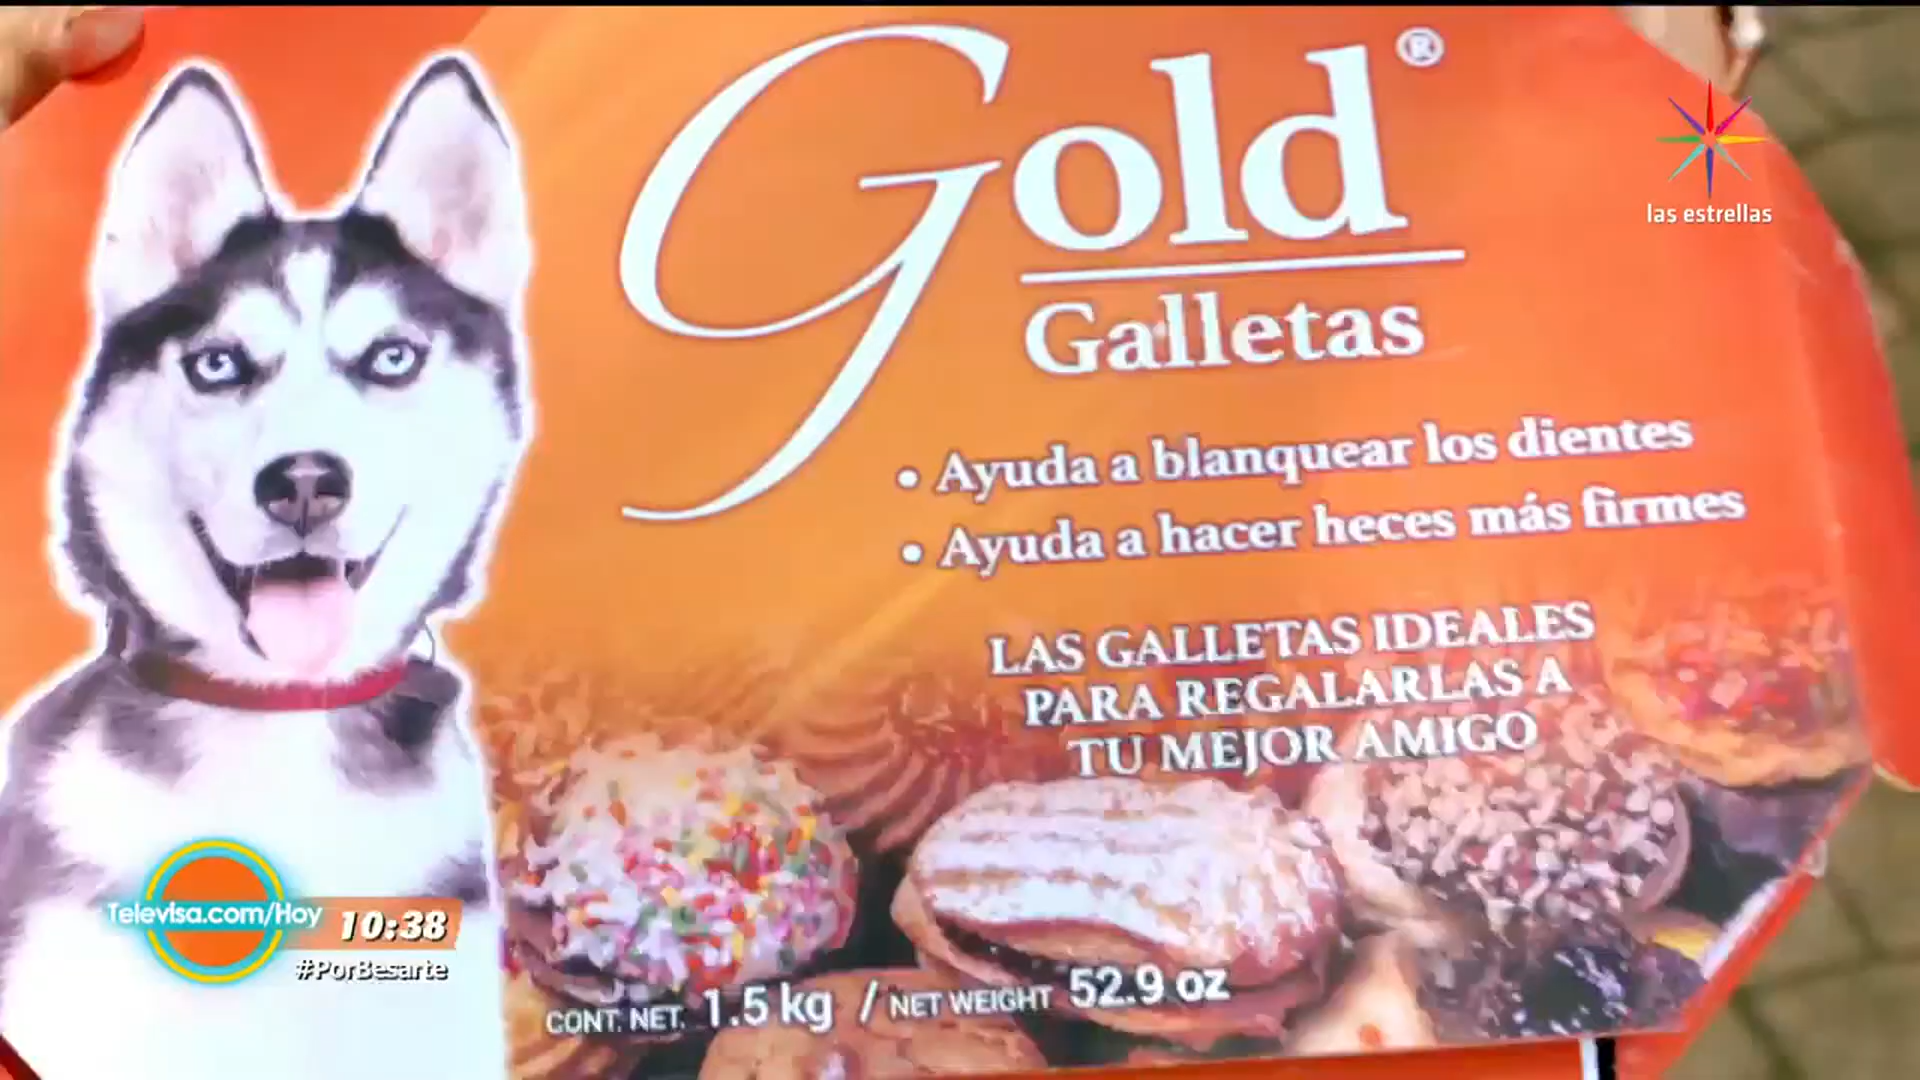 Gold®
Galletas
las estrellas
• Ayuda a blanquear los dientes
• Ayuda a hacer heces más firmes
LAS GALLETAS IDEALES
PARA REGALARLAS A
TU MEJOR AMIGO
Televisa.com/Hoy
10:38
#PorBesarte
CONT. NET. 1.5 kg / NET WEIGHT 52.9 oz